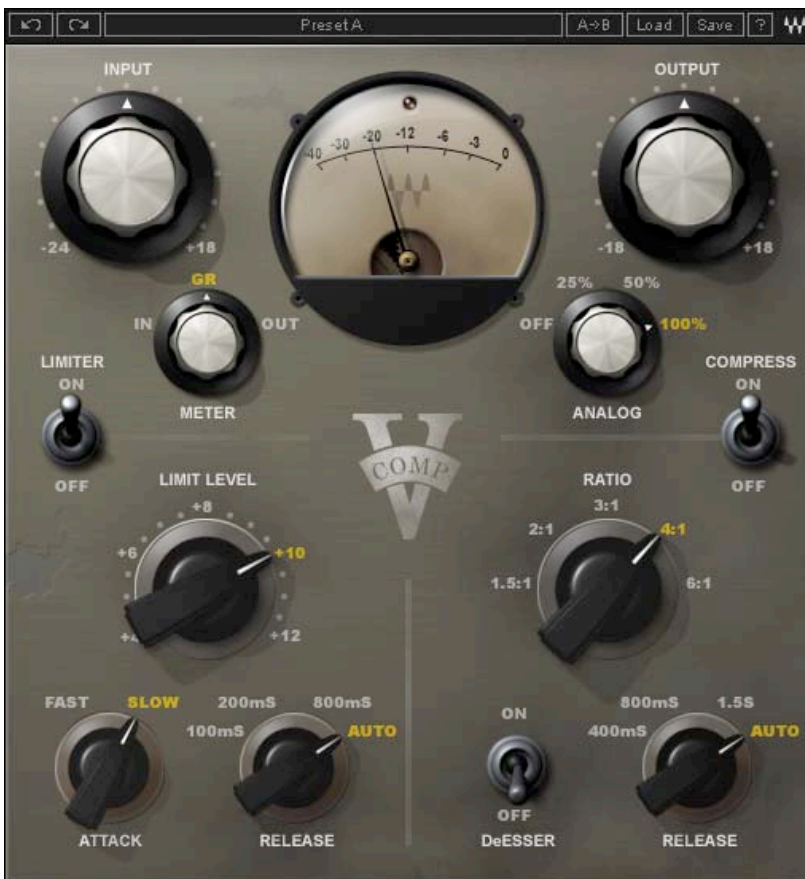 Preset A A→B Load Save ?
INPUT OUTPUT
-40 -30 -20 -12 -6 -3 0
-24 +18 -18 +18
GR 25% 50%
IN OUT OFF 100%
LIMITER COMPRESS
ON ON
METER ANALOG
OFF OFF
V COMP
LIMIT LEVEL RATIO
+8 3:1
+6 +10 2:1 4:1
1.5:1 6:1
+4 +12
FAST SLOW 200mS 800mS ON 800mS 1.5S
100mS AUTO 400mS AUTO
OFF
ATTACK RELEASE DeESSER RELEASE